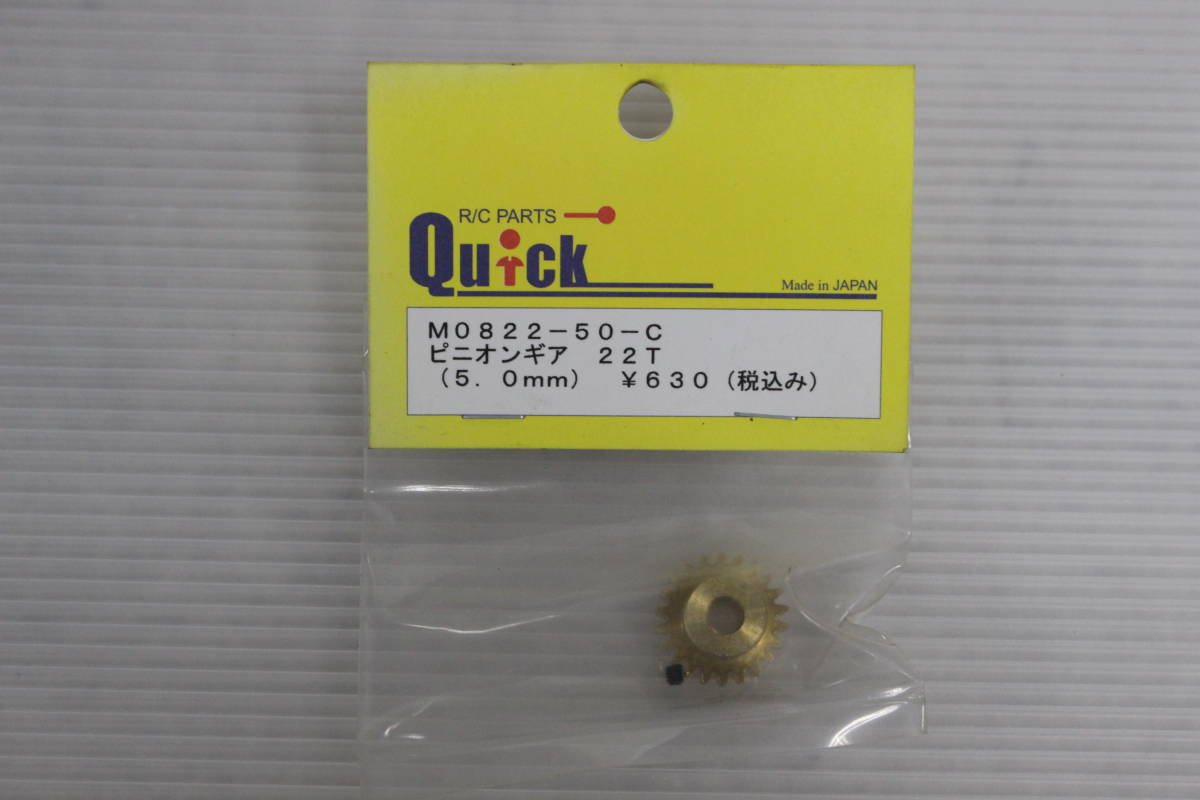 R/C PARTS
Quick
Made in JAPAN
M0822-50-C
ピニオンギア　22T
(5.0mm)　¥630(税込み)